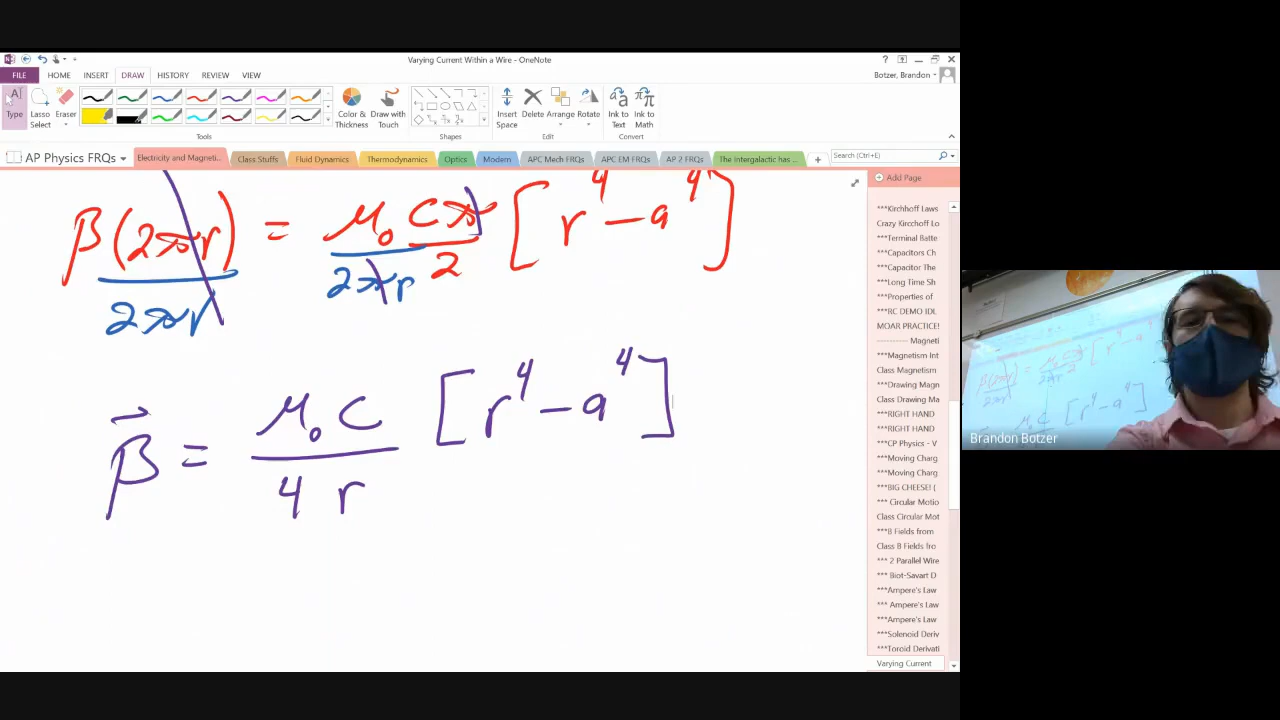 Varying Current Within a Wire - OneNote
FILE HOME INSERT DRAW HISTORY REVIEW VIEW
Botzer, Brandon
Type Lasso Select Eraser Color & Thickness Draw with Touch Insert Space Delete Arrange Rotate Ink to Text Ink to Math
Tools Shapes Edit Convert
AP Physics FRQs Electricity and Magneti... Class Stuffs Fluid Dynamics Thermodynamics Optics Modern APC Mech FRQs APC EM FRQs AP 2 FRQs The Intergalactic has ... Search (Ctrl+E)
Add Page
***Kirchhoff Laws
Crazy Kircchoff Lo
***Terminal Batte
***Capacitors Ch
***Capacitor The
***Long Time Sh
***Properties of
***RC DEMO IDL
MOAR PRACTICE!
----------- Magneti
***Magnetism Int
Class Magnetism
***Drawing Magn
Class Drawing Ma
***RIGHT HAND
***RIGHT HAND
***CP Physics - V
***Moving Charg
***Moving Charg
***BIG CHEESE! (
*** Circular Motio
Class Circular Mot
***B Fields from
Class B Fields fro
*** 2 Parallel Wire
*** Biot-Savart D
***Ampere's Law
*** Ampere's Law
***Ampere's Law
***Solenoid Deriv
***Toroid Derivati
Varying Current
β(2πr) / 2πr = μ₀Cπ / 2πr 2 [r⁴ - a⁴]
β⃗ = μ₀C / 4 r [r⁴ - a⁴]
Brandon Botzer